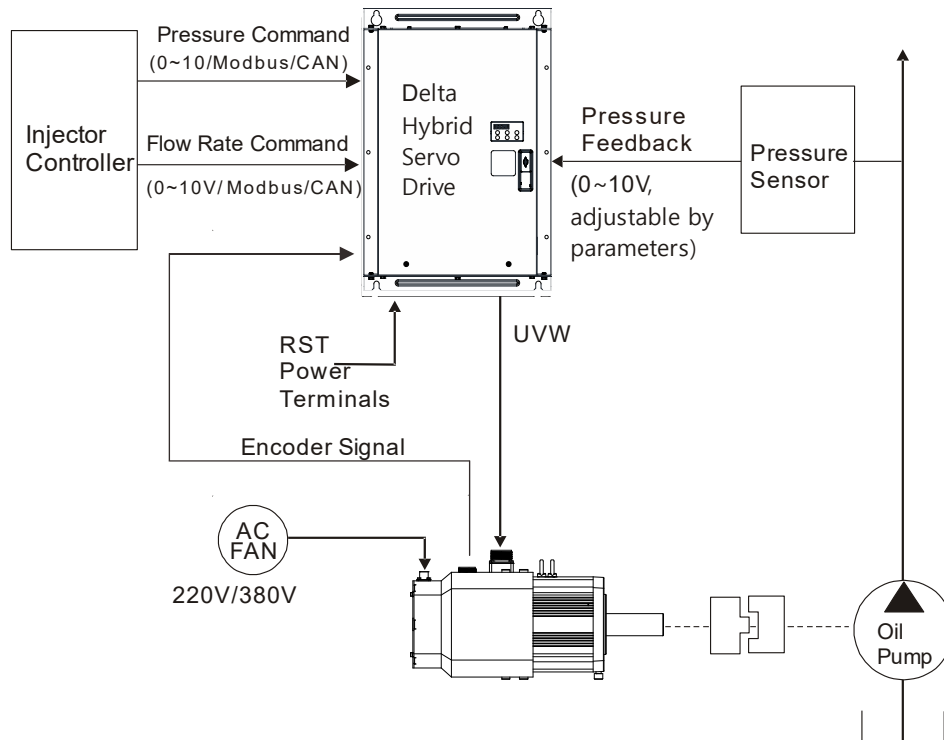 Pressure Command
(0~10/Modbus/CAN)
Injector
Controller
Flow Rate Command
(0~10V/Modbus/CAN)
Delta
Hybrid
Servo
Drive
Pressure
Feedback
(0~10V,
adjustable by
parameters)
Pressure
Sensor
RST
Power
Terminals
UVW
Encoder Signal
AC
FAN
220V/380V
Oil
Pump